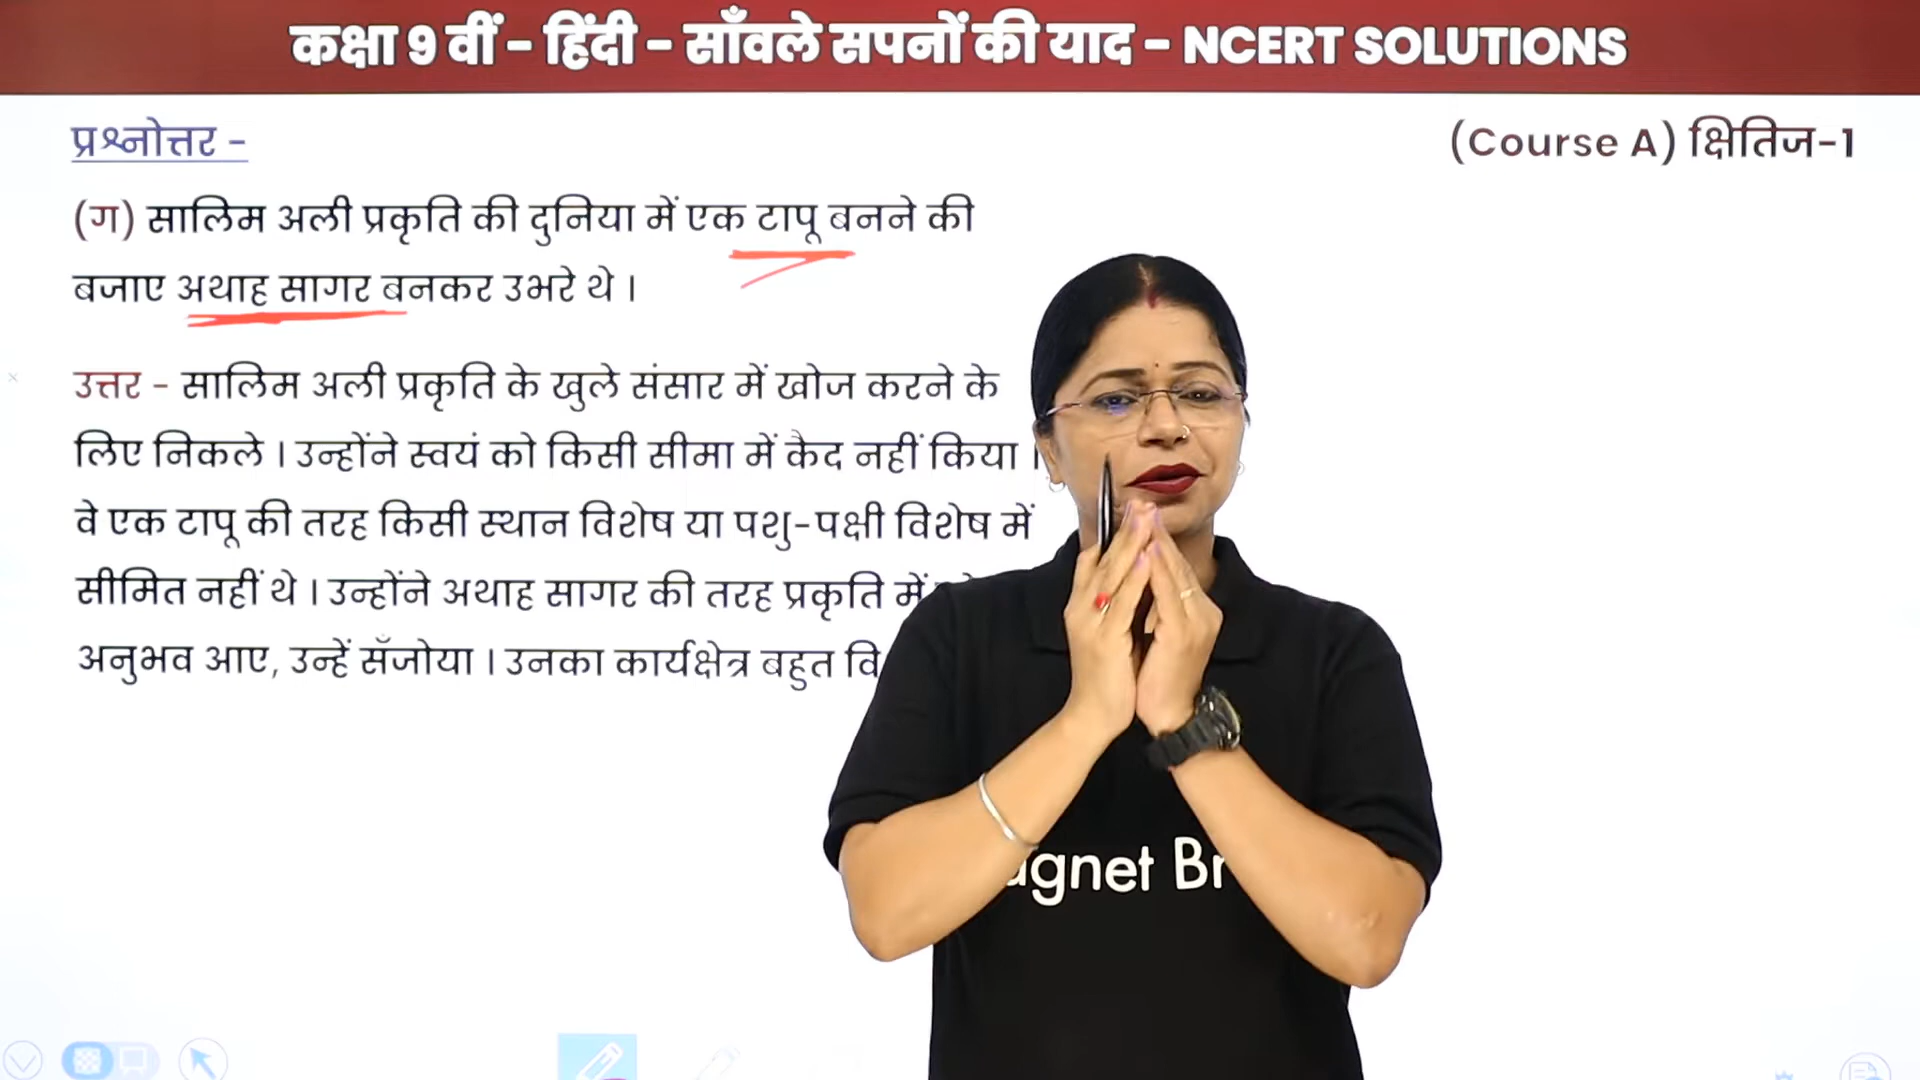 कक्षा 9 वीं - हिंदी - साँवले सपनों की याद - NCERT SOLUTIONS
प्रश्नोत्तर -
(Course A) क्षितिज-1
(ग) सालिम अली प्रकृति की दुनिया में एक टापू बनने की
बजाए अथाह सागर बनकर उभरे थे ।
उत्तर - सालिम अली प्रकृति के खुले संसार में खोज करने के
लिए निकले । उन्होंने स्वयं को किसी सीमा में कैद नहीं किया ।
वे एक टापू की तरह किसी स्थान विशेष या पशु-पक्षी विशेष में
सीमित नहीं थे । उन्होंने अथाह सागर की तरह प्रकृति में
अनुभव आए, उन्हें सँजोया । उनका कार्यक्षेत्र बहुत
agnet Br